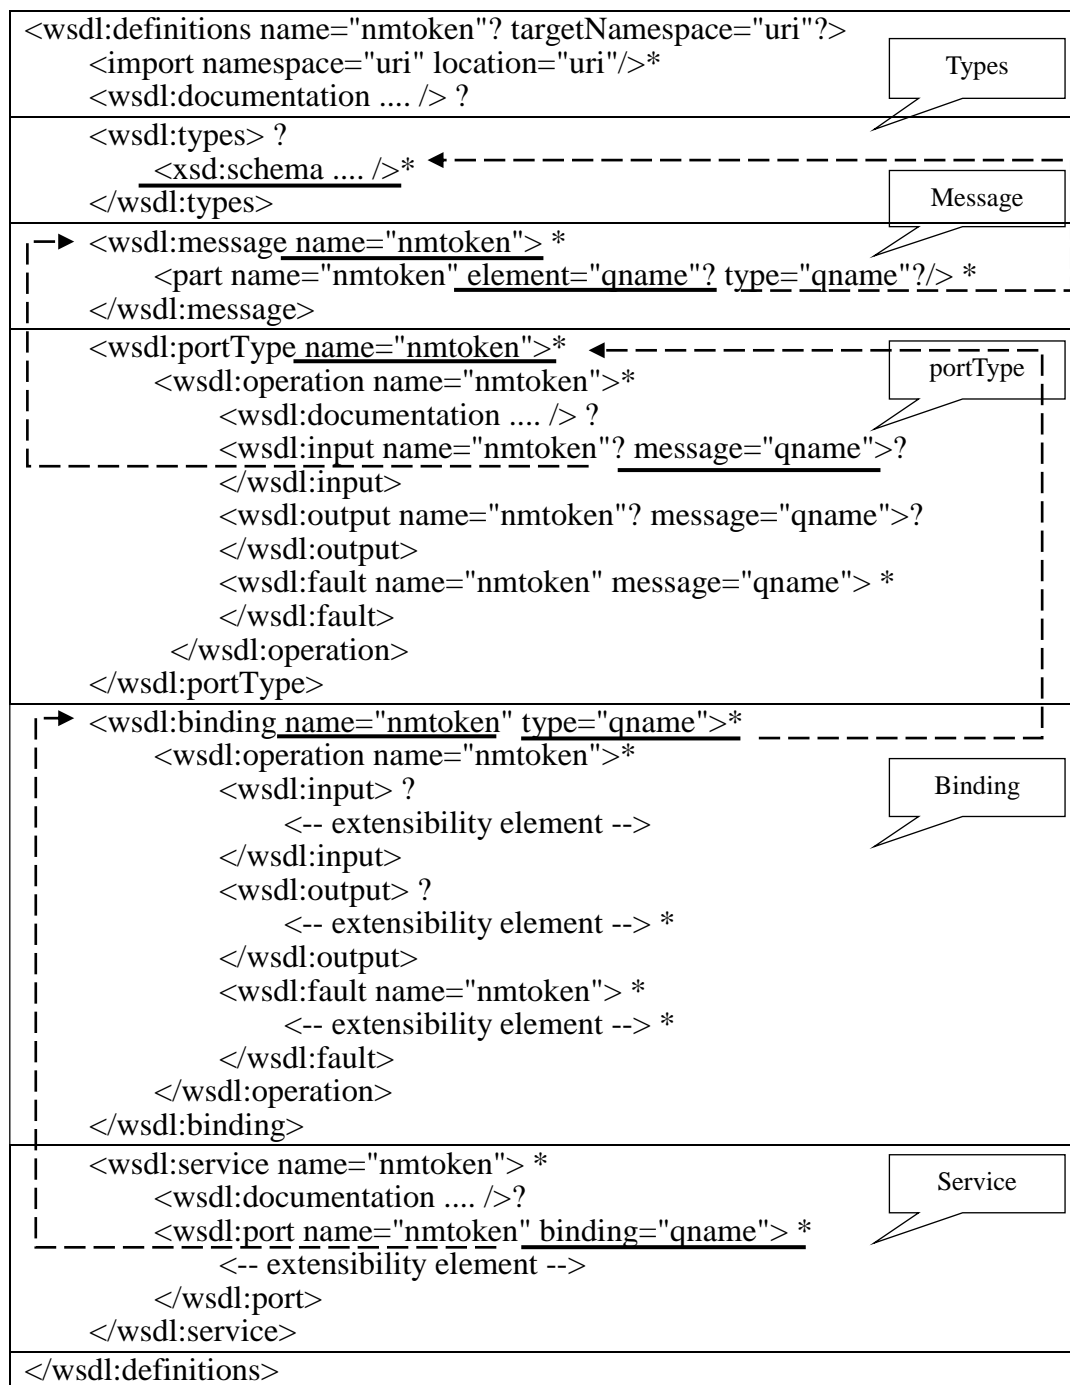 <wsdl:definitions name="nmtoken"? targetNamespace="uri"?>
<import namespace="uri" location="uri"/>*
Types
<wsdl:documentation .... /> ?
<wsdl:types> ?
<xsd:schema .... />*
</wsdl:types>
Message
<wsdl:message name="nmtoken"> *
<part name="nmtoken" element="qname"? type="qname"?/> *
</wsdl:message>
<wsdl:portType name="nmtoken">*
portType
<wsdl:operation name="nmtoken">*
<wsdl:documentation .... /> ?
<wsdl:input name="nmtoken"? message="qname">?
</wsdl:input>
<wsdl:output name="nmtoken"? message="qname">?
</wsdl:output>
<wsdl:fault name="nmtoken" message="qname"> *
</wsdl:fault>
</wsdl:operation>
</wsdl:portType>
<wsdl:binding name="nmtoken" type="qname">*
<wsdl:operation name="nmtoken">*
Binding
<wsdl:input> ?
<-- extensibility element -->
</wsdl:input>
<wsdl:output> ?
<-- extensibility element --> *
</wsdl:output>
<wsdl:fault name="nmtoken"> *
<-- extensibility element --> *
</wsdl:fault>
</wsdl:operation>
</wsdl:binding>
<wsdl:service name="nmtoken"> *
Service
<wsdl:documentation .... />?
<wsdl:port name="nmtoken" binding="qname"> *
<-- extensibility element -->
</wsdl:port>
</wsdl:service>
</wsdl:definitions>